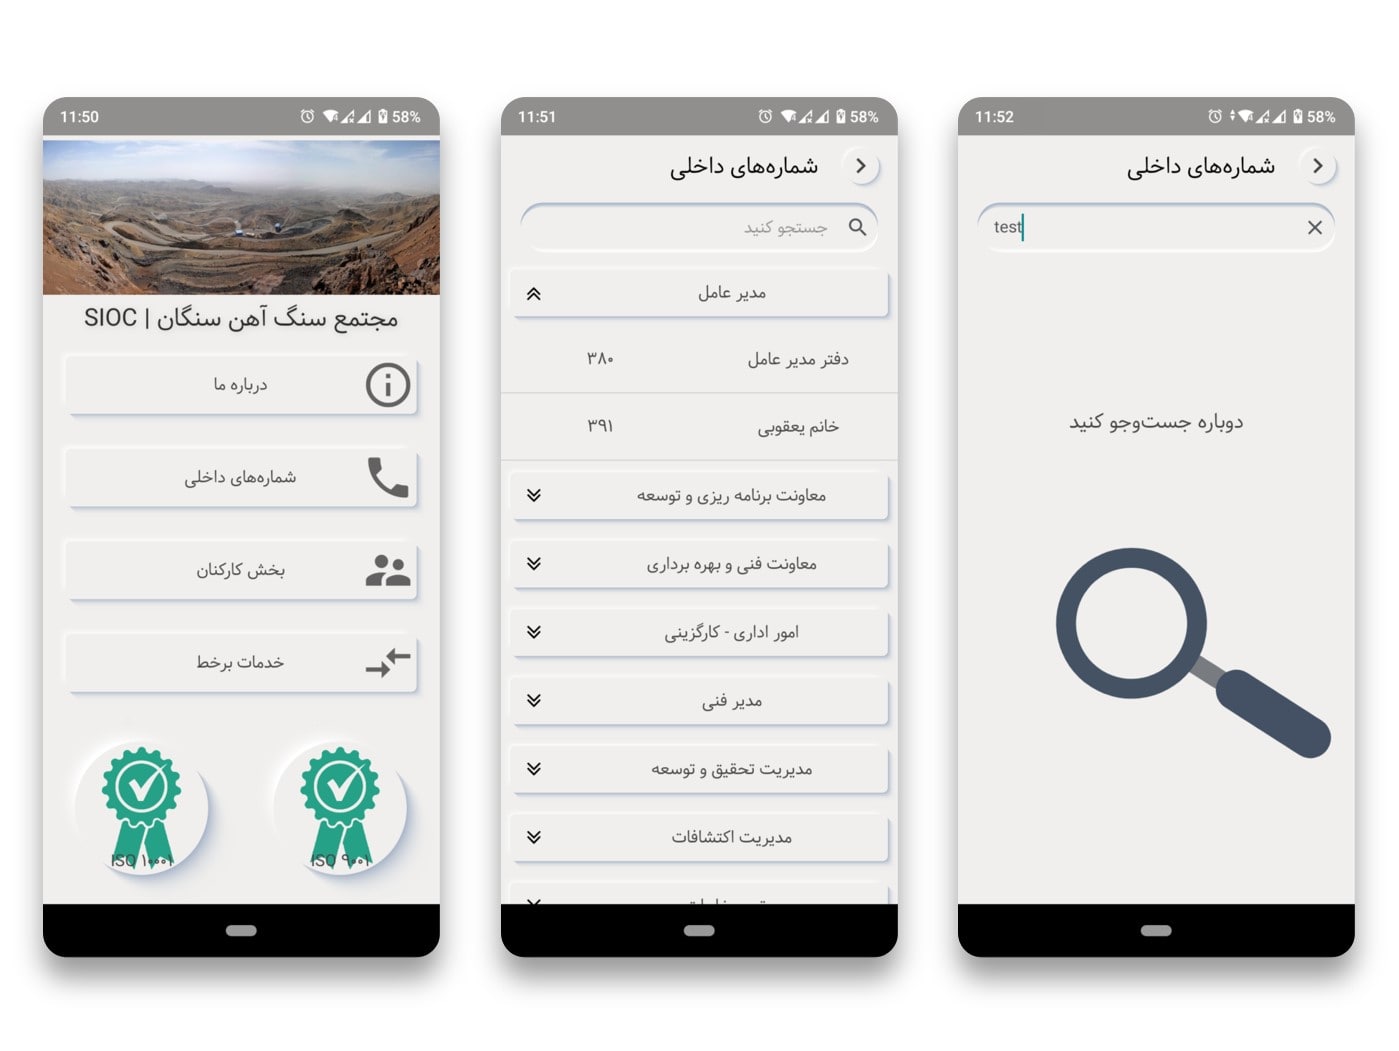 11:50
58%
مجتمع سنگ آهن سنگان | SIOC
درباره ما
شماره‌های داخلی
بخش کارکنان
خدمات برخط
ISO ۱۰۰۰۱
ISO ۹۰۰۱
11:51
58%
شماره‌های داخلی
جستجو کنید
مدیر عامل
دفتر مدیر عامل ۳۸۰
خانم یعقوبی ۳۹۱
معاونت برنامه ریزی و توسعه
معاونت فنی و بهره برداری
امور اداری - کارگزینی
مدیر فنی
مدیریت تحقیق و توسعه
مدیریت اکتشافات
11:52
58%
شماره‌های داخلی
test
دوباره جست‌وجو کنید